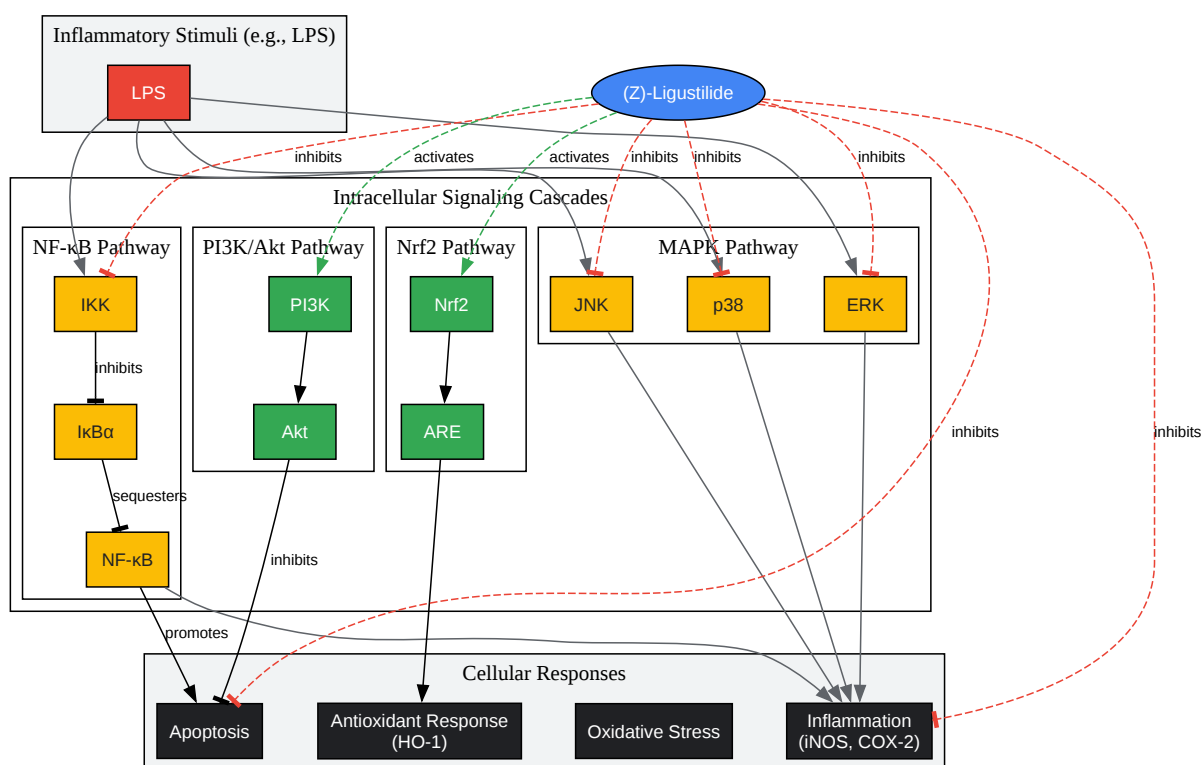 Inflammatory Stimuli (e.g., LPS)
LPS
(Z)-Ligustilide
inhibits
activates
activates
inhibits
inhibits
inhibits
Intracellular Signaling Cascades
NF-κB Pathway
PI3K/Akt Pathway
Nrf2 Pathway
MAPK Pathway
IKK
PI3K
Nrf2
JNK
p38
ERK
inhibits
IκBα
Akt
ARE
inhibits
inhibits
sequesters
NF-κB
inhibits
promotes
Cellular Responses
Apoptosis
Antioxidant Response
(HO-1)
Oxidative Stress
Inflammation
(iNOS, COX-2)